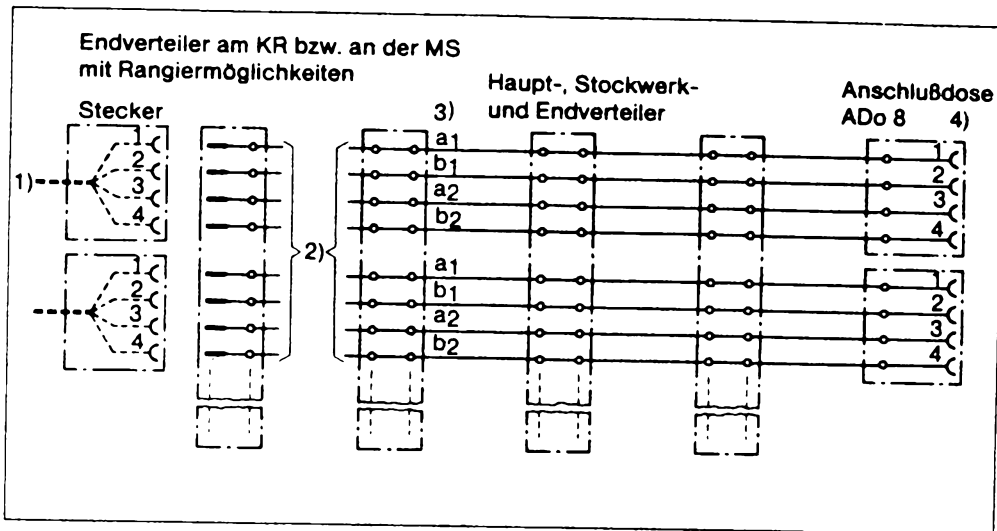 Endverteiler am KR bzw. an der MS
mit Rangiermöglichkeiten
Haupt-, Stockwerk-
und Endverteiler
Anschlußdose
ADo 8 4)
Stecker
3)
1)
1
2
3
4
2)
a1
b1
a2
b2
1
2
3
4
1
2
3
4
a1
b1
a2
b2
1
2
3
4